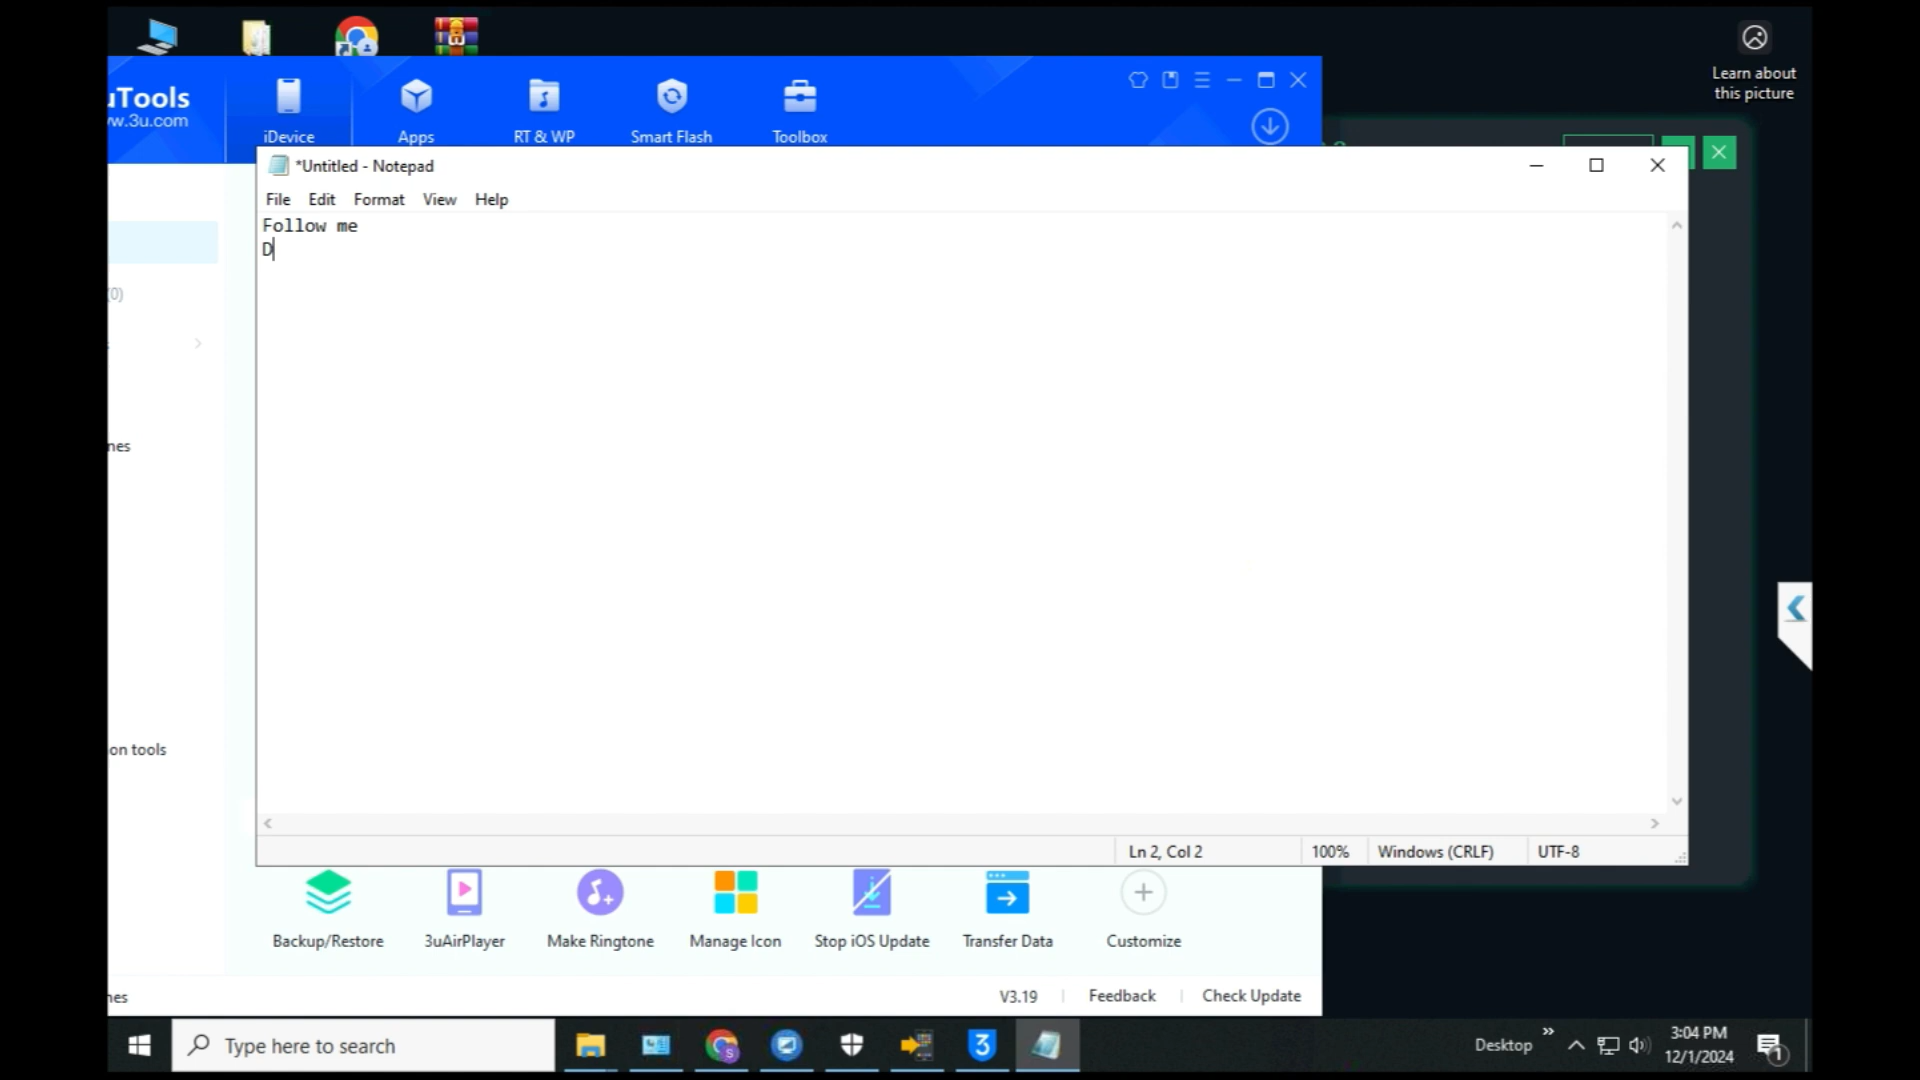 Learn about
this picture
uTools
w.3u.com
iDevice
Apps
RT & WP
Smart Flash
Toolbox
*Untitled - Notepad
File Edit Format View Help
Follow me
D
(0)
nes
on tools
Ln 2, Col 2
100%
Windows (CRLF)
UTF-8
Backup/Restore
3uAirPlayer
Make Ringtone
Manage Icon
Stop iOS Update
Transfer Data
Customize
nes
V3.19
Feedback
Check Update
Type here to search
S
3
Desktop
3:04 PM
12/1/2024
1